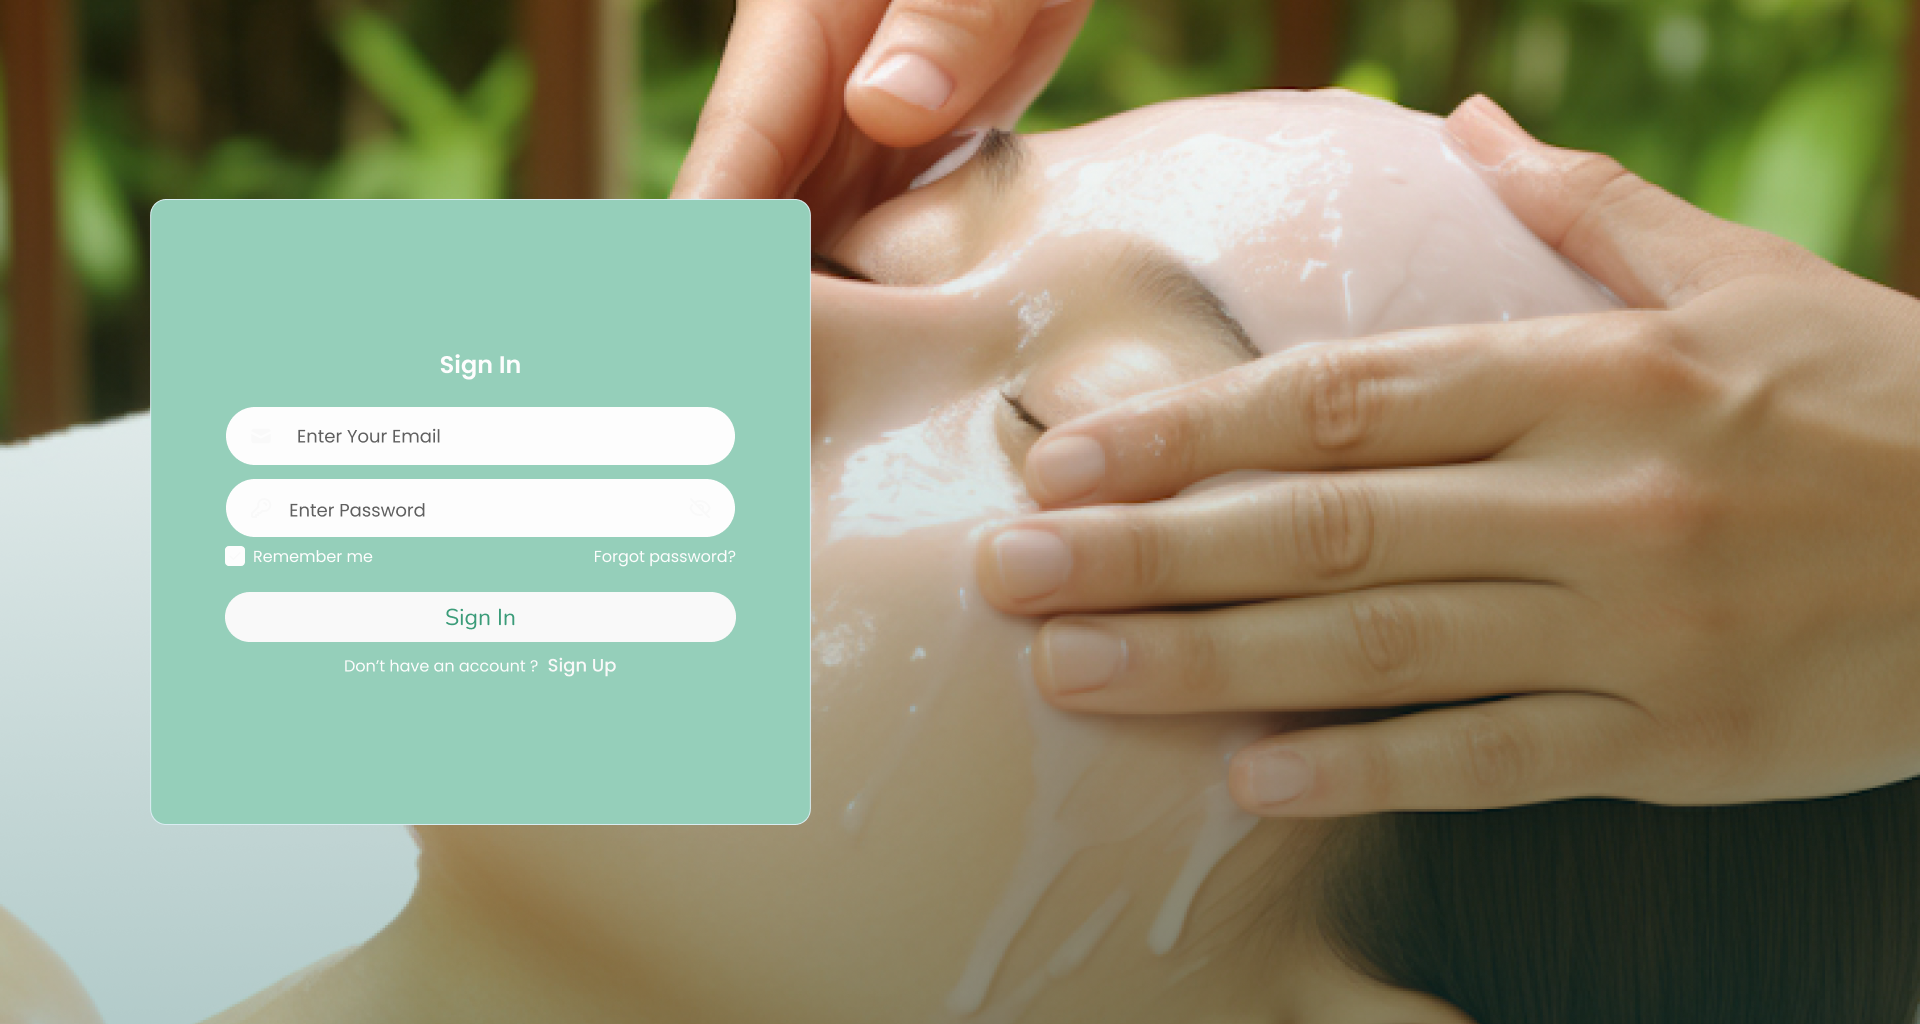 Sign In
Enter Your Email
Enter Password
Remember me Forgot password?
Sign In
Don't have an account ? Sign Up